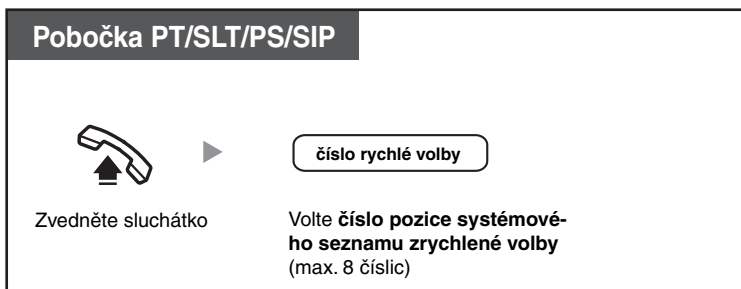 Pobočka PT/SLT/PS/SIP
číslo rychlé volby
Zvedněte sluchátko
Volte číslo pozice systémové-
ho seznamu zrychlené volby
(max. 8 číslic)